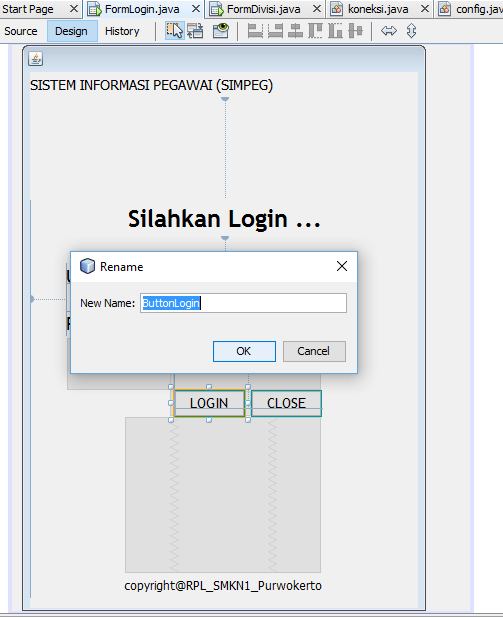 Start Page FormLogin.java FormDivisi.java koneksi.java config.java
Source Design History
SISTEM INFORMASI PEGAWAI (SIMPEG)
Silahkan Login ...
Rename
New Name: ButtonLogin
OK Cancel
LOGIN CLOSE
copyright@RPL_SMKN1_Purwokerto